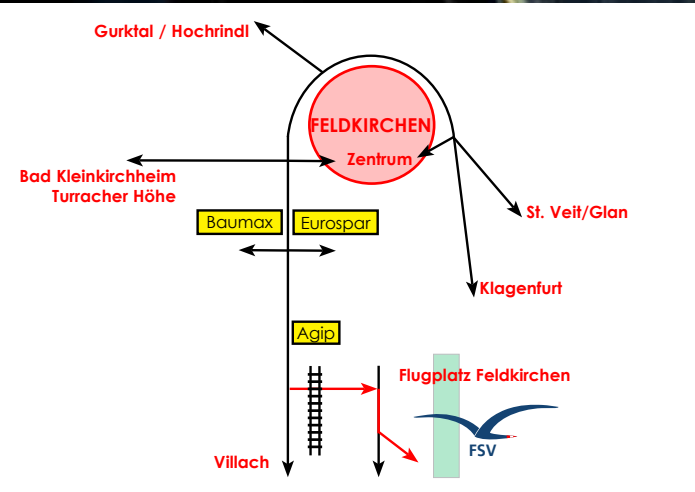 Gurktal / Hochrindl
FELDKIRCHEN
Zentrum
Bad Kleinkirchheim
Turracher Höhe
St. Veit/Glan
Baumax
Eurospar
Klagenfurt
Agip
Flugplatz Feldkirchen
FSV
Villach